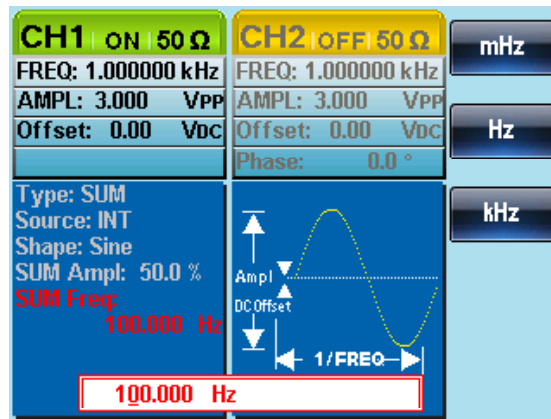 CH1 ON 50 Ω
FREQ: 1.000000 kHz
AMPL: 3.000 VPP
Offset: 0.00 VDC
CH2 OFF 50 Ω
FREQ: 1.000000 kHz
AMPL: 3.000 VPP
Offset: 0.00 VDC
Phase: 0.0 °
mHz
Hz
kHz
Type: SUM
Source: INT
Shape: Sine
SUM Ampl: 50.0 %
SUM Freq:
100.000 Hz
Ampl
DC Offset
1/FREQ
100.000 Hz